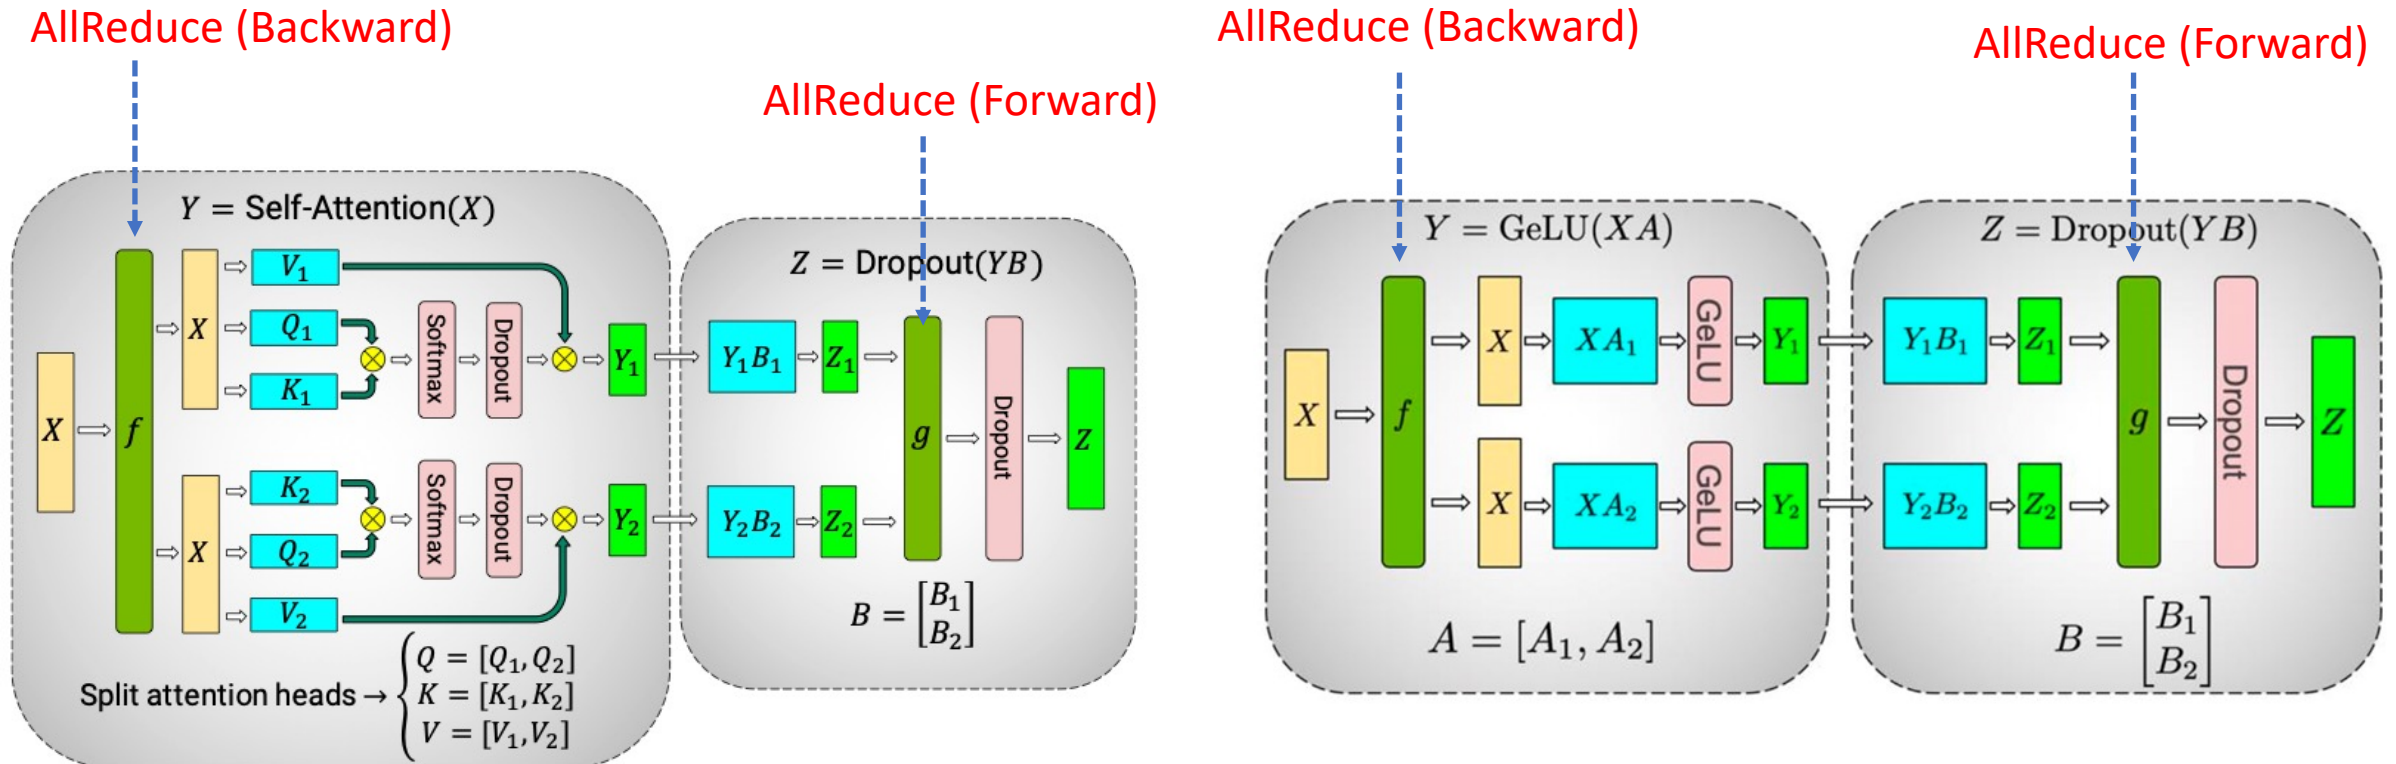 AllReduce (Backward)
AllReduce (Forward)
Y = Self-Attention(X)
X
f
X
V₁
Q₁
K₁
Softmax
Dropout
Y₁
X
K₂
Q₂
V₂
Softmax
Dropout
Y₂
Split attention heads → { Q = [Q₁, Q₂]
K = [K₁, K₂]
V = [V₁, V₂]
Z = Dropout(YB)
Y₁B₁
Z₁
Y₂B₂
Z₂
g
Dropout
Z
B = [B₁
B₂]
AllReduce (Backward)
AllReduce (Forward)
Y = GeLU(XA)
X
f
X
XA₁
GeLU
Y₁
X
XA₂
GeLU
Y₂
A = [A₁, A₂]
Z = Dropout(YB)
Y₁B₁
Z₁
Y₂B₂
Z₂
g
Dropout
Z
B = [B₁
B₂]